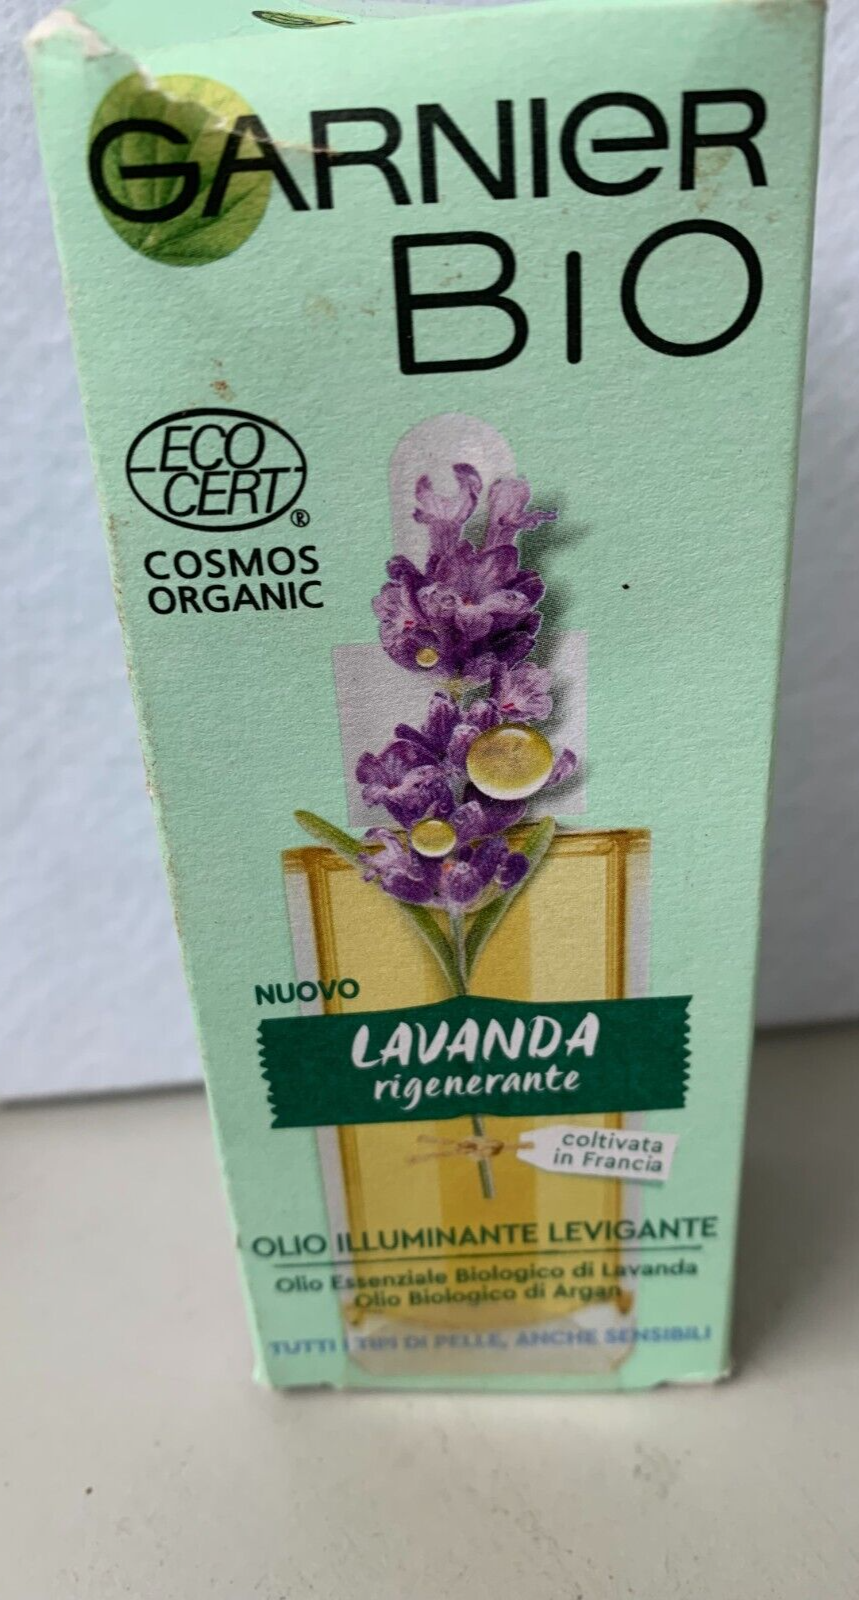 GARNIER
BIO
ECO
CERT®
COSMOS
ORGANIC
NUOVO
LAVANDA
rigenerante
coltivata
in Francia
OLIO ILLUMINANTE LEVIGANTE
Olio Essenziale Biologico di Lavanda
Olio Biologico di Argan
TUTTI I TIPI DI PELLE, ANCHE SENSIBILI